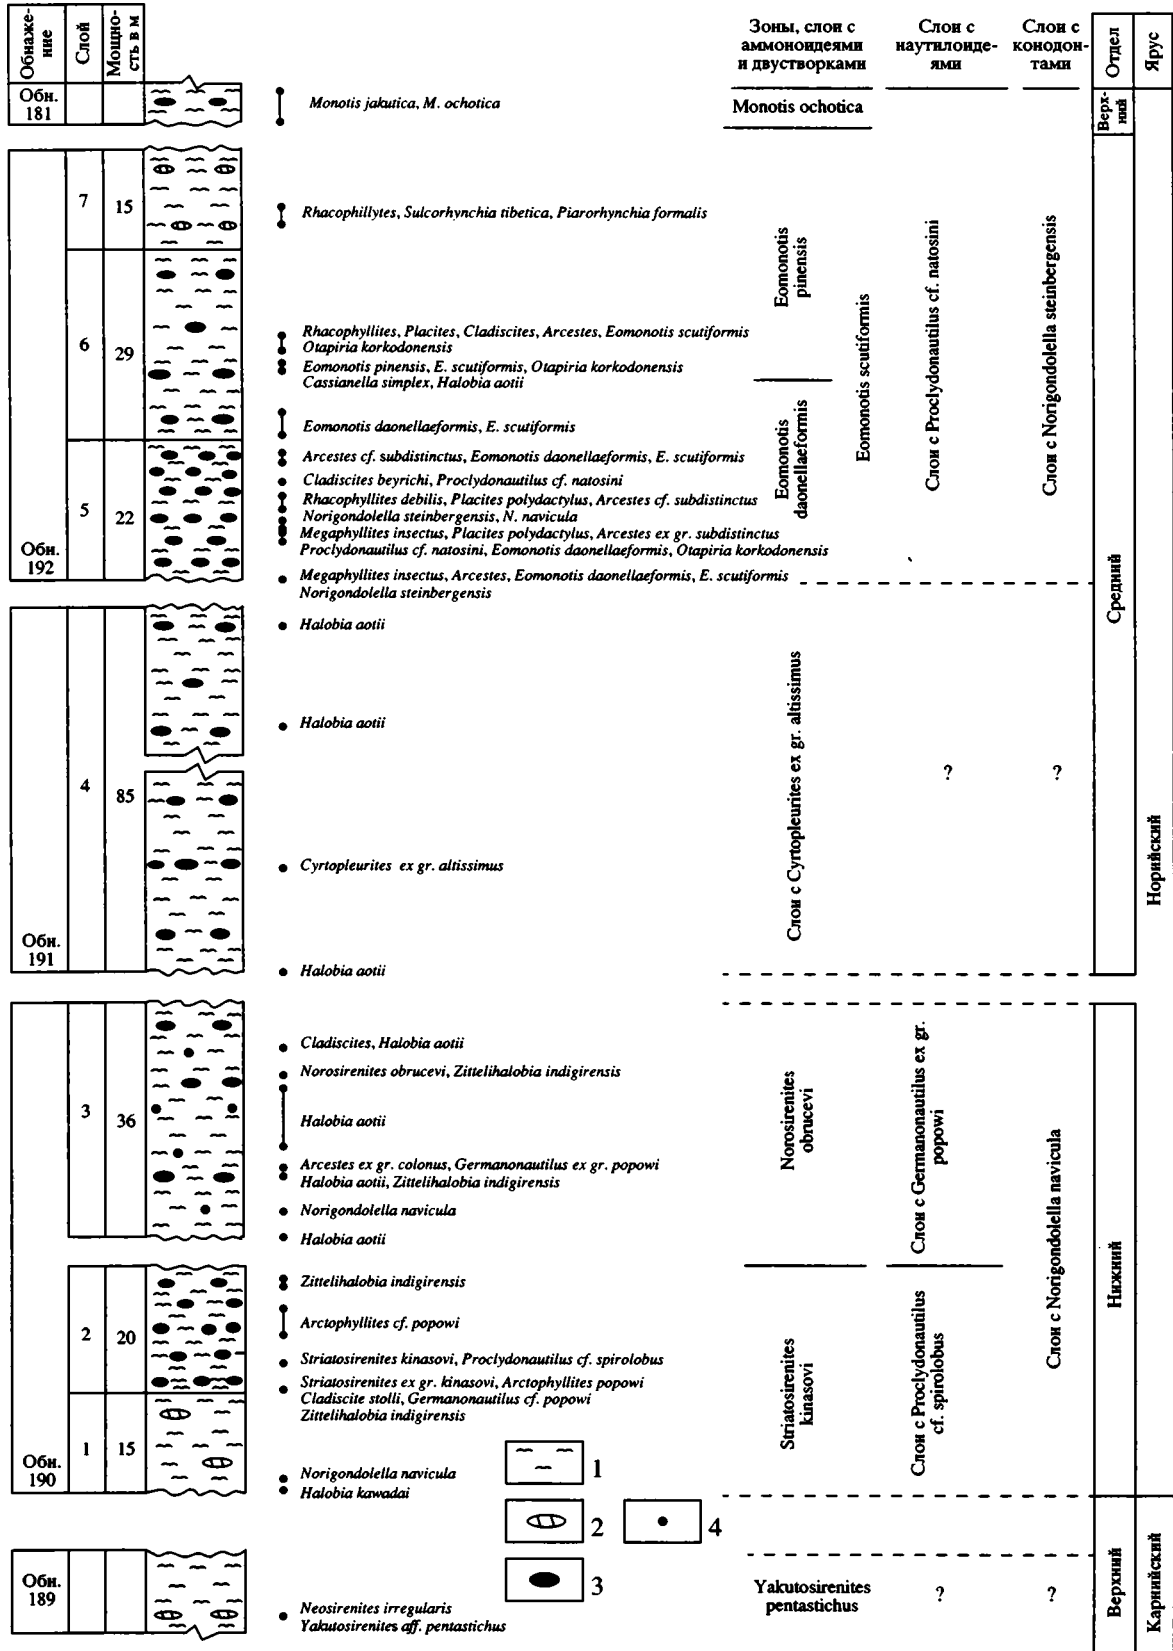 Обнаже-
ние
Слой
Мощно-
сть в м
Зоны, слои с
аммоноидеями
и двустворками
Слои с
наутилоиде-
ями
Слои с
конодон-
тами
Отдел
Ярус
Обн.
181
Monotis jakutica, M. ochotica
Monotis ochotica
Верх-
ний
7
15
Rhacophillytes, Sulcorhynchia tibetica, Piarorhynchia formalis
6
29
Rhacophyllites, Placites, Cladiscites, Arcestes, Eomonotis scutiformis
Otapiria korkodonensis
Eomonotis pinensis, E. scutiformis, Otapiria korkodonensis
Cassianella simplex, Halobia aotii
Eomonotis daonellaeformis, E. scutiformis
5
22
Обн.
192
Arcestes cf. subdistinctus, Eomonotis daonellaeformis, E. scutiformis
Cladiscites beyrichi, Proclydonautilus cf. natosini
Rhacophyllites debilis, Placites polydactylus, Arcestes cf. subdistinctus
Norigondolella steinbergensis, N. navicula
Megaphyllites insectus, Placites polydactylus, Arcestes ex gr. subdistinctus
Proclydonautilus cf. natosini, Eomonotis daonellaeformis, Otapiria korkodonensis
Megaphyllites insectus, Arcestes, Eomonotis daonellaeformis, E. scutiformis
Norigondolella steinbergensis
Eomonotis
pinensis
Eomonotis
daonellaeformis
Eomonotis scutiformis
Слои с Proclydonautilus cf. natosini
Слои с Norigondolella steinbergensis
Средний
Норийский
4
85
Обн.
191
Halobia aotii
Halobia aotii
Cyrtopleurites ex gr. altissimus
Halobia aotii
Слои с Cyrtopleurites ex gr. altissimus
?
?
3
36
Cladiscites, Halobia aotii
Norosirenites obrucevi, Zittelihalobia indigirensis
Halobia aotii
Arcestes ex gr. colonus, Germanonautilus ex gr. popowi
Halobia aotii, Zittelihalobia indigirensis
Norigondolella navicula
Halobia aotii
Norosirenites
obrucevi
Слои с Germanonautilus ex gr.
popowi
Слои с Norigondolella navicula
Нижний
2
20
Zittelihalobia indigirensis
Arctophyllites cf. popowi
Striatosirenites kinasovi, Proclydonautilus cf. spirolobus
Striatosirenites ex gr. kinasovi, Arctophyllites popowi
Cladiscite stolli, Germanonautilus cf. popowi
Zittelihalobia indigirensis
1
15
Обн.
190
Norigondolella navicula
Halobia kawadai
Striatosirenites
kinasovi
Слои с Proclydonautilus
cf. spirolobus
1
2
4
3
Обн.
189
Neosirenites irregularis
Yakutosirenites aff. pentastichus
Yakutosirenites
pentastichus
?
?
Верхний
Карнийский